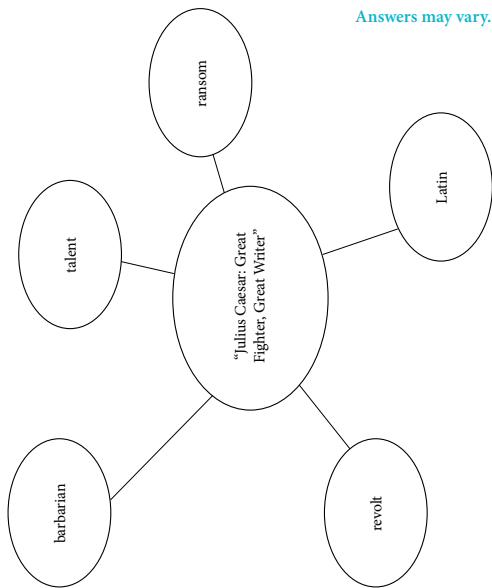 Answers may vary.
barbarian
talent
ransom
“Julius Caesar: Great
Fighter, Great Writer”
revolt
Latin